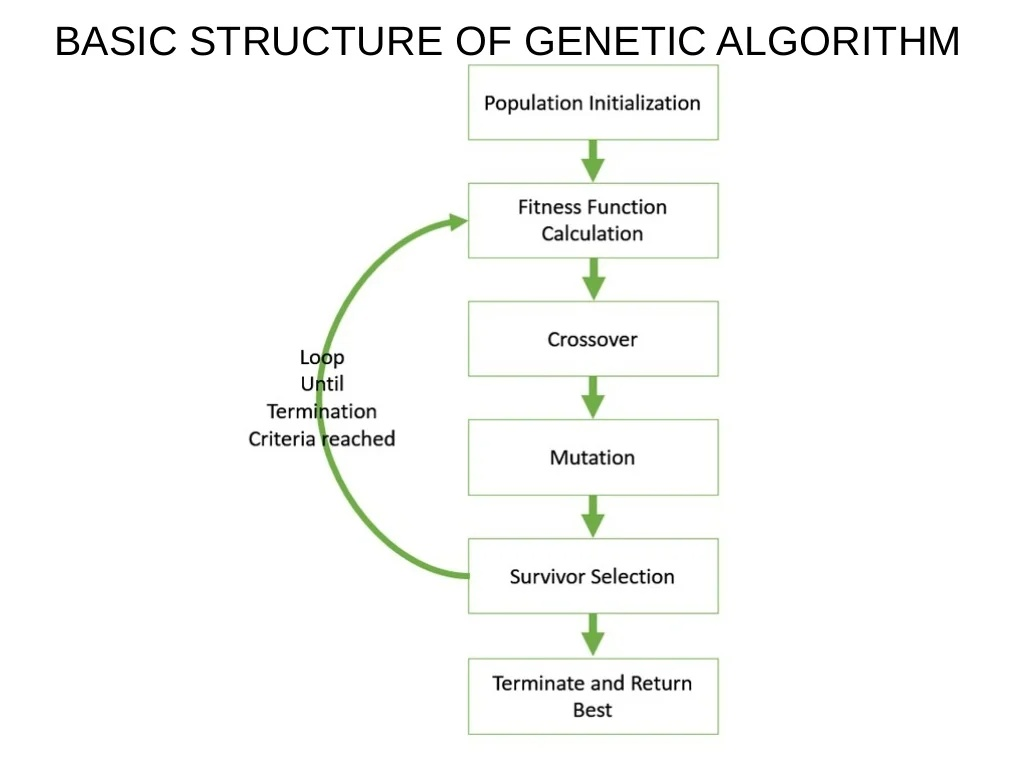 BASIC STRUCTURE OF GENETIC ALGORITHM
Population Initialization
Fitness Function
Calculation
Crossover
Loop
Until
Termination
Criteria reached
Mutation
Survivor Selection
Terminate and Return
Best